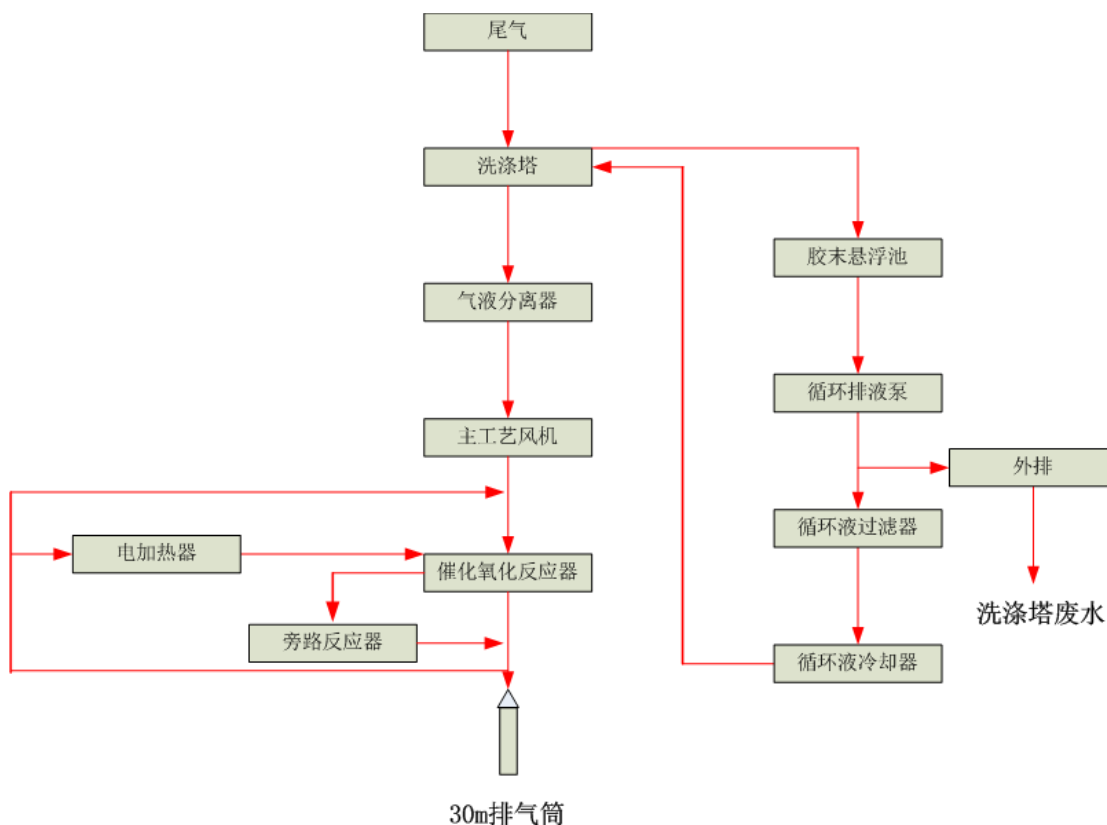 尾气
洗涤塔
胶末悬浮池
气液分离器
循环排液泵
主工艺风机
外排
循环液过滤器
电加热器
催化氧化反应器
洗涤塔废水
旁路反应器
循环液冷却器
30m排气筒